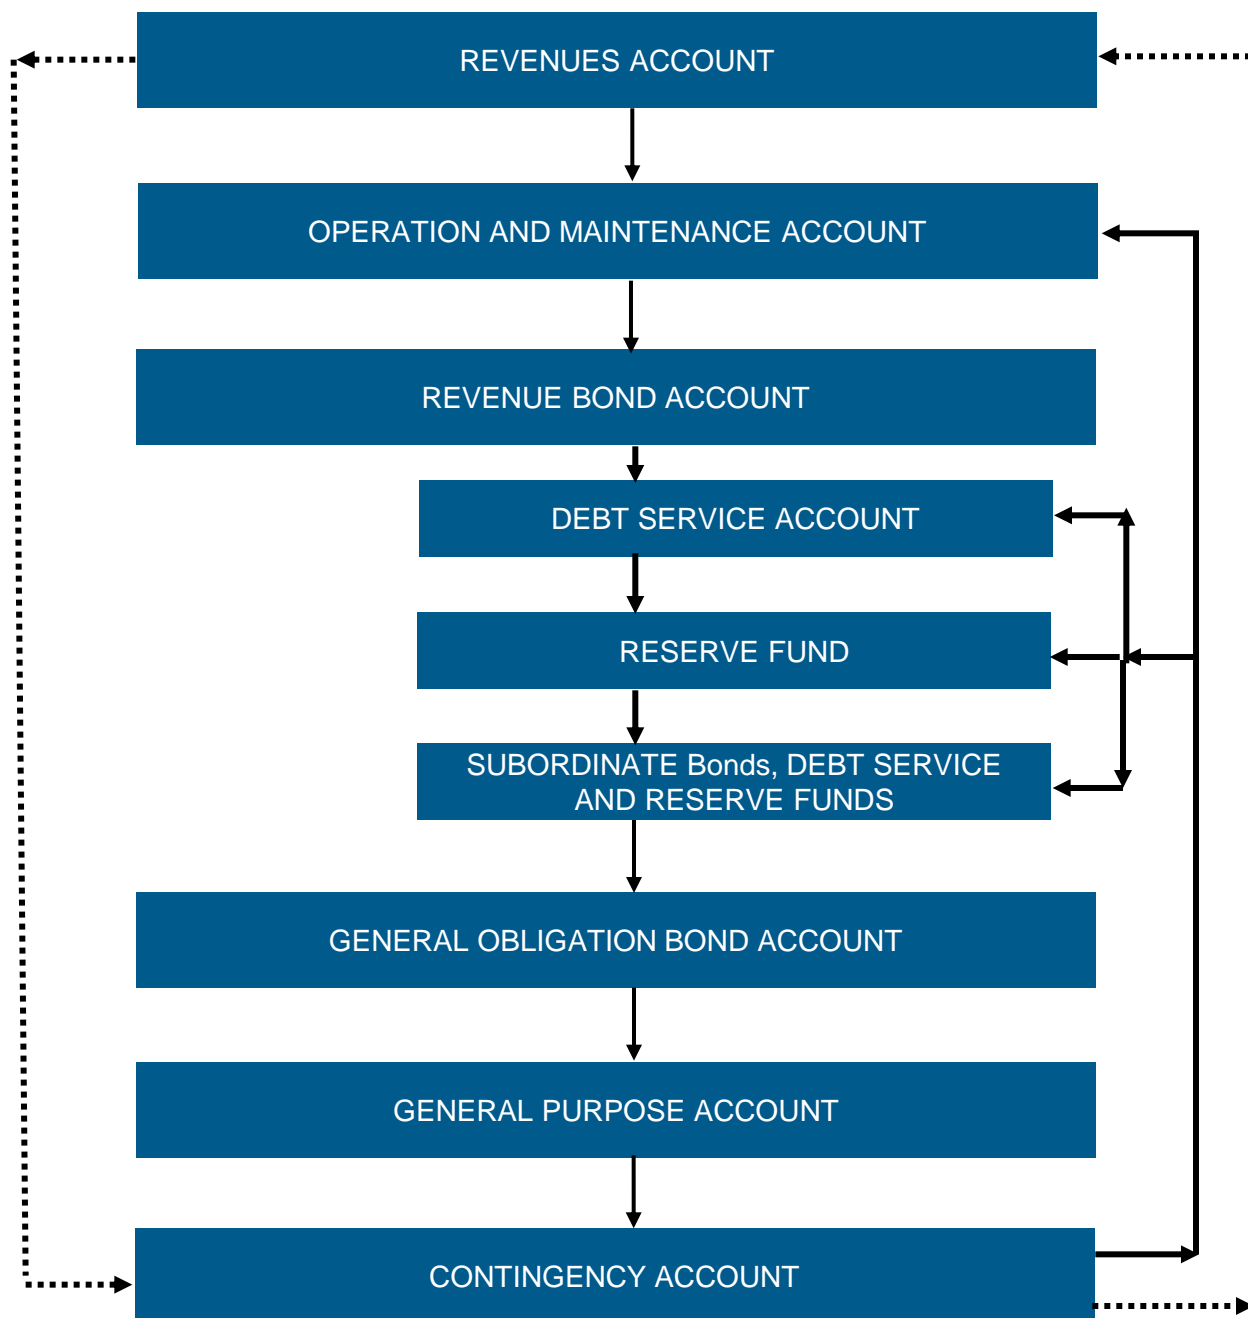 REVENUES ACCOUNT
OPERATION AND MAINTENANCE ACCOUNT
REVENUE BOND ACCOUNT
DEBT SERVICE ACCOUNT
RESERVE FUND
SUBORDINATE Bonds, DEBT SERVICE
AND RESERVE FUNDS
GENERAL OBLIGATION BOND ACCOUNT
GENERAL PURPOSE ACCOUNT
CONTINGENCY ACCOUNT